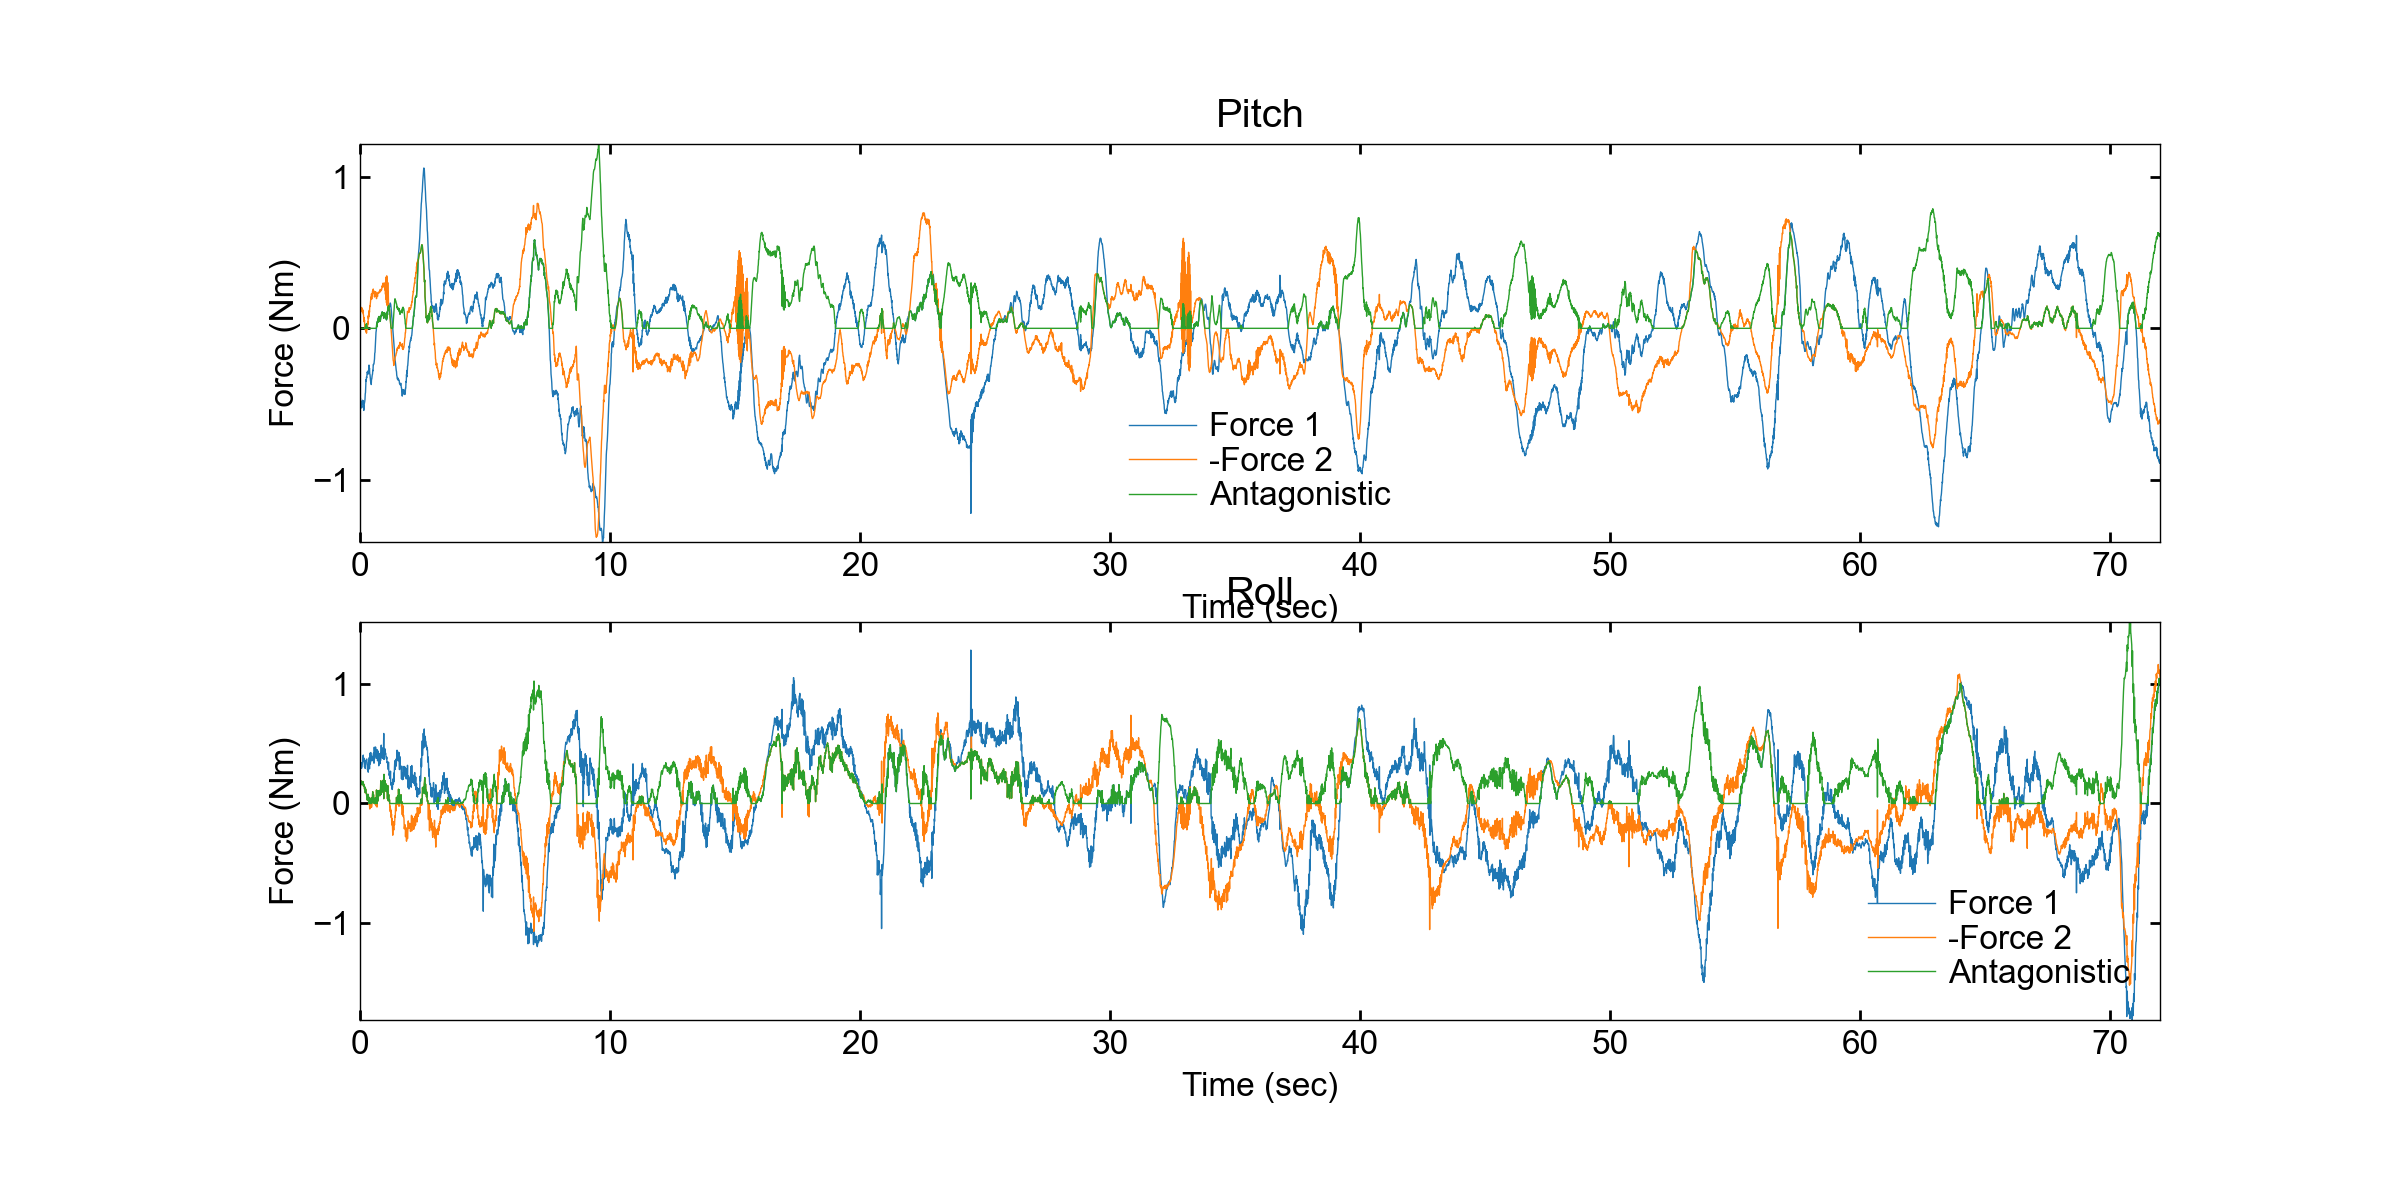 Pitch
Force (Nm)
1
0
−1
Force 1
-Force 2
Antagonistic
0 10 20 30 40 50 60 70
Time (sec)
Roll
Force (Nm)
1
0
−1
Force 1
-Force 2
Antagonistic
0 10 20 30 40 50 60 70
Time (sec)